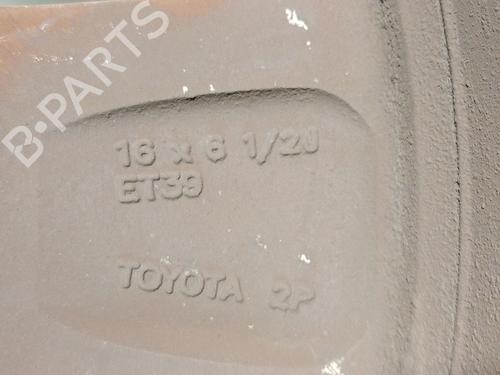 B-PARTS
16 x 6 1/2J
ET39
TOYOTA 2P